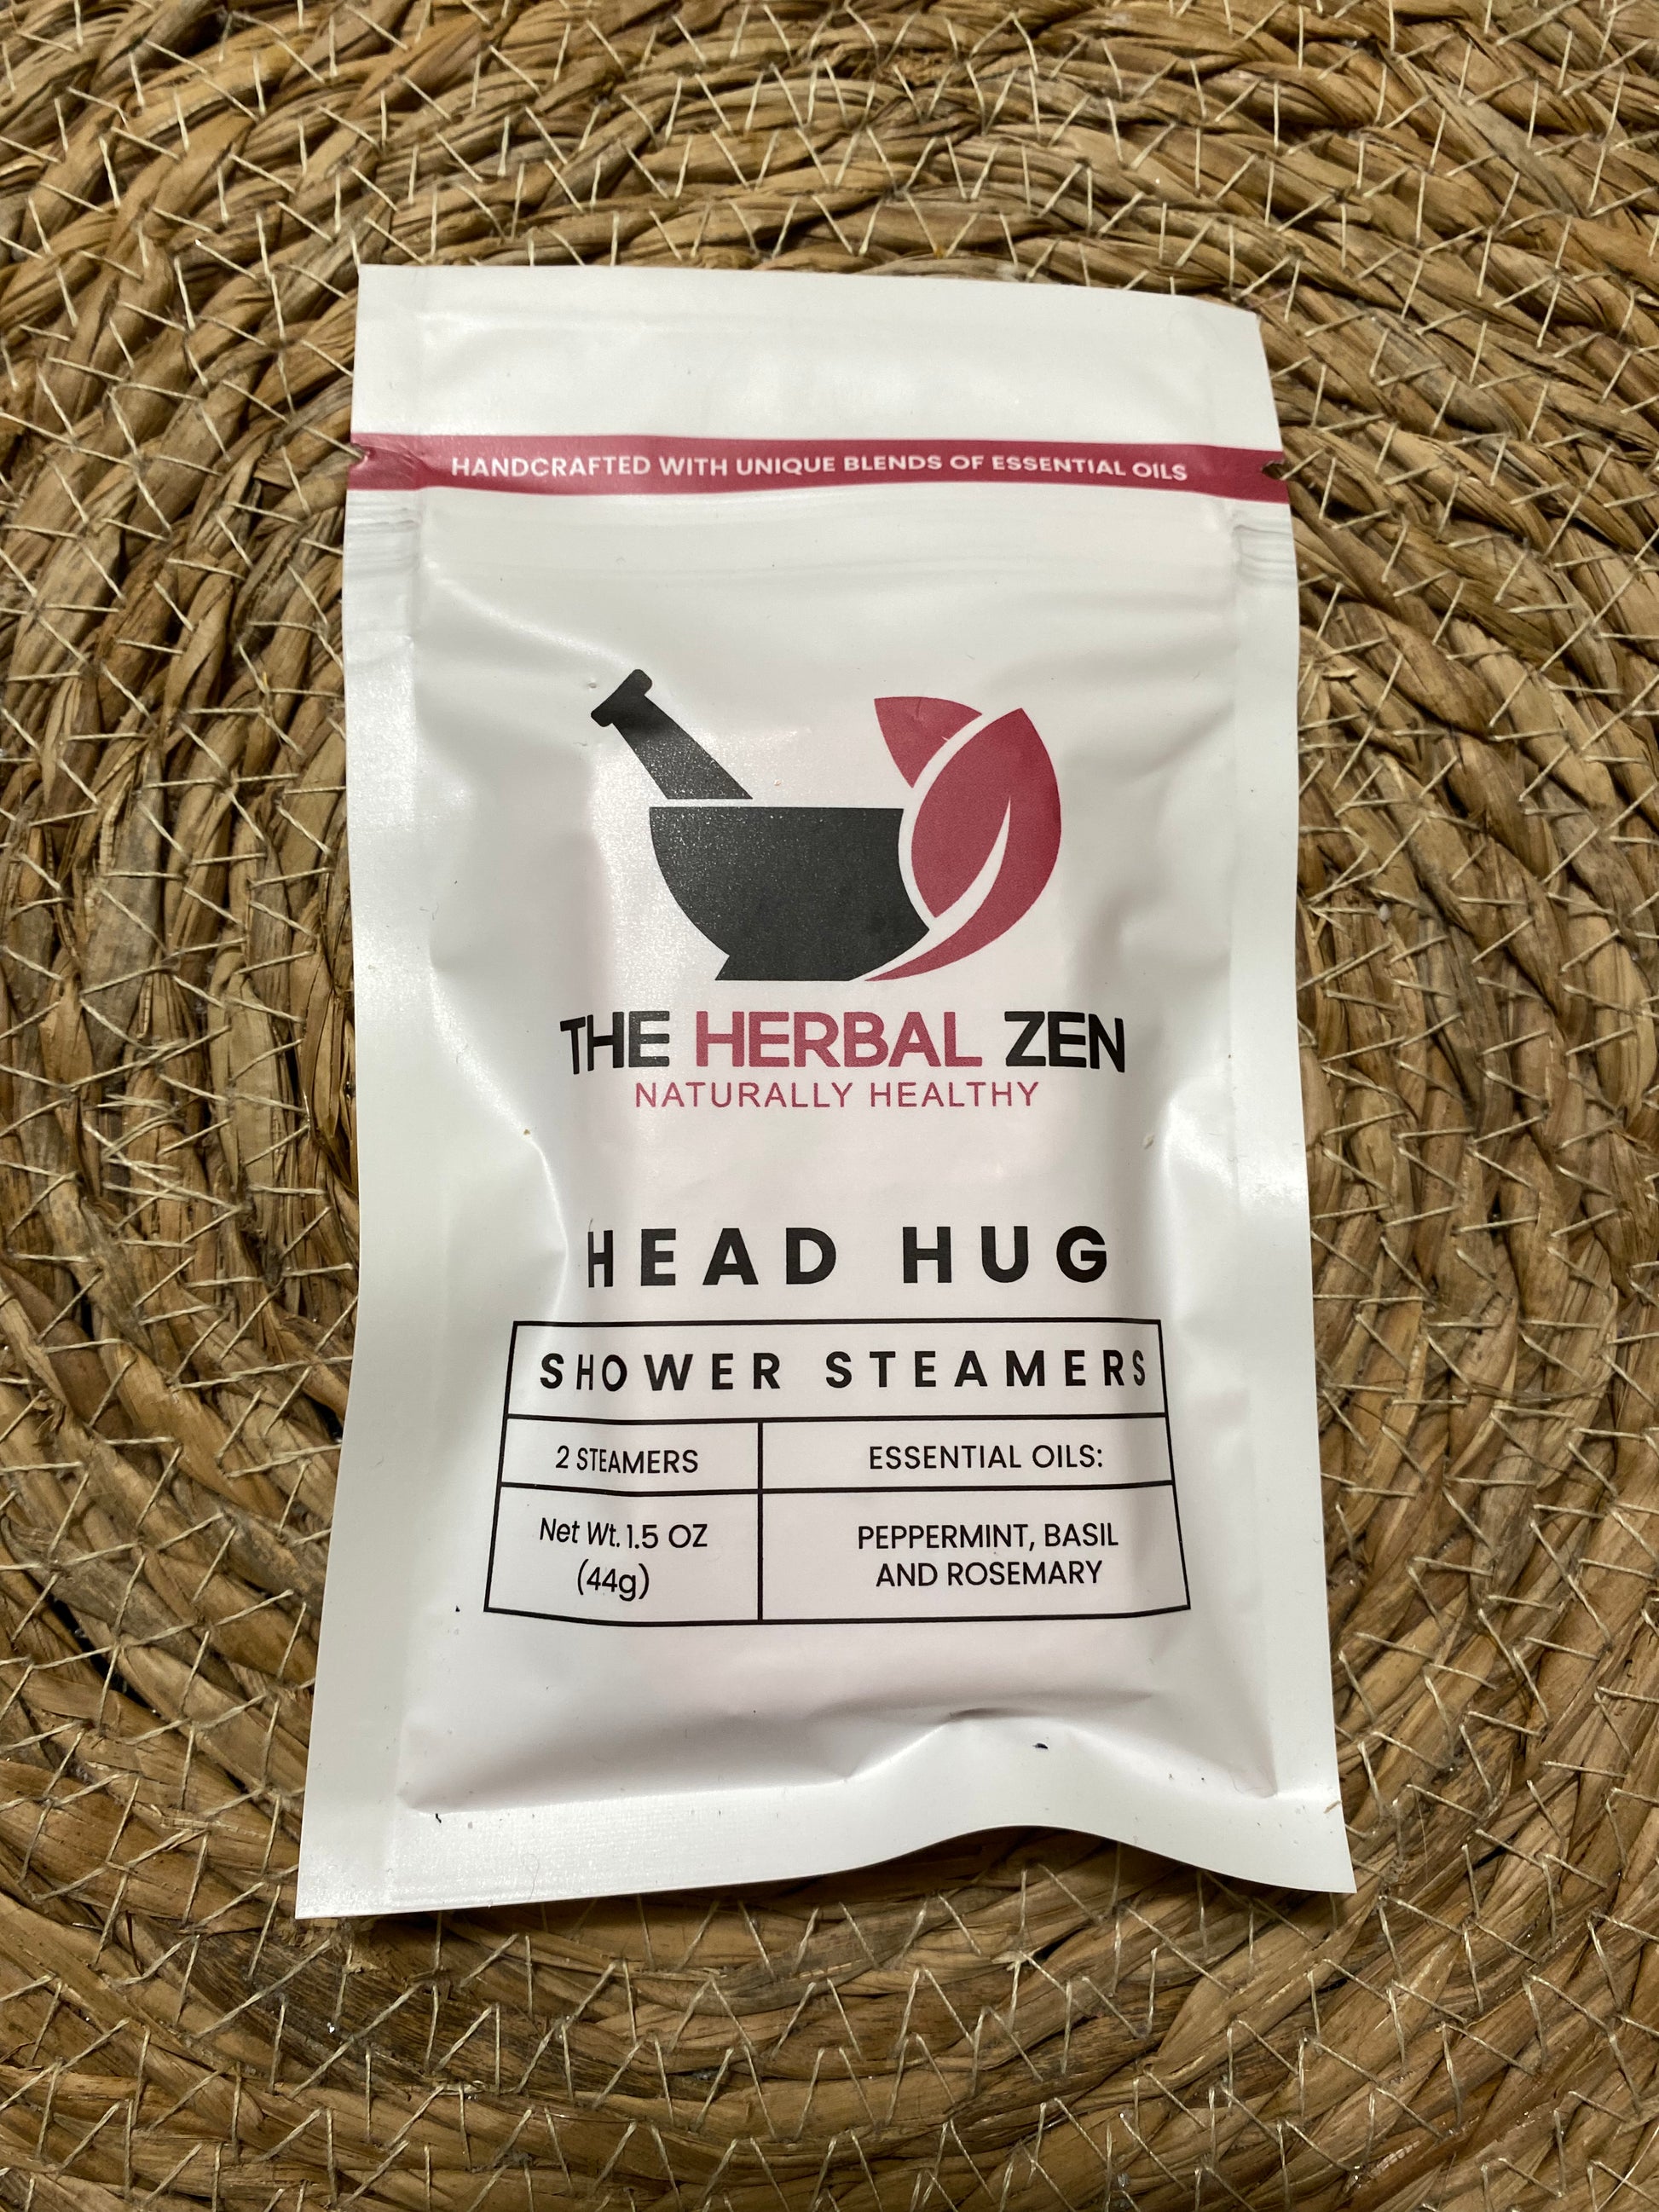 HANDCRAFTED WITH UNIQUE BLENDS OF ESSENTIAL OILS
THE HERBAL ZEN
NATURALLY HEALTHY
HEAD HUG
SHOWER STEAMERS
2 STEAMERS
Net Wt. 1.5 OZ
(44g)
ESSENTIAL OILS:
PEPPERMINT, BASIL
AND ROSEMARY